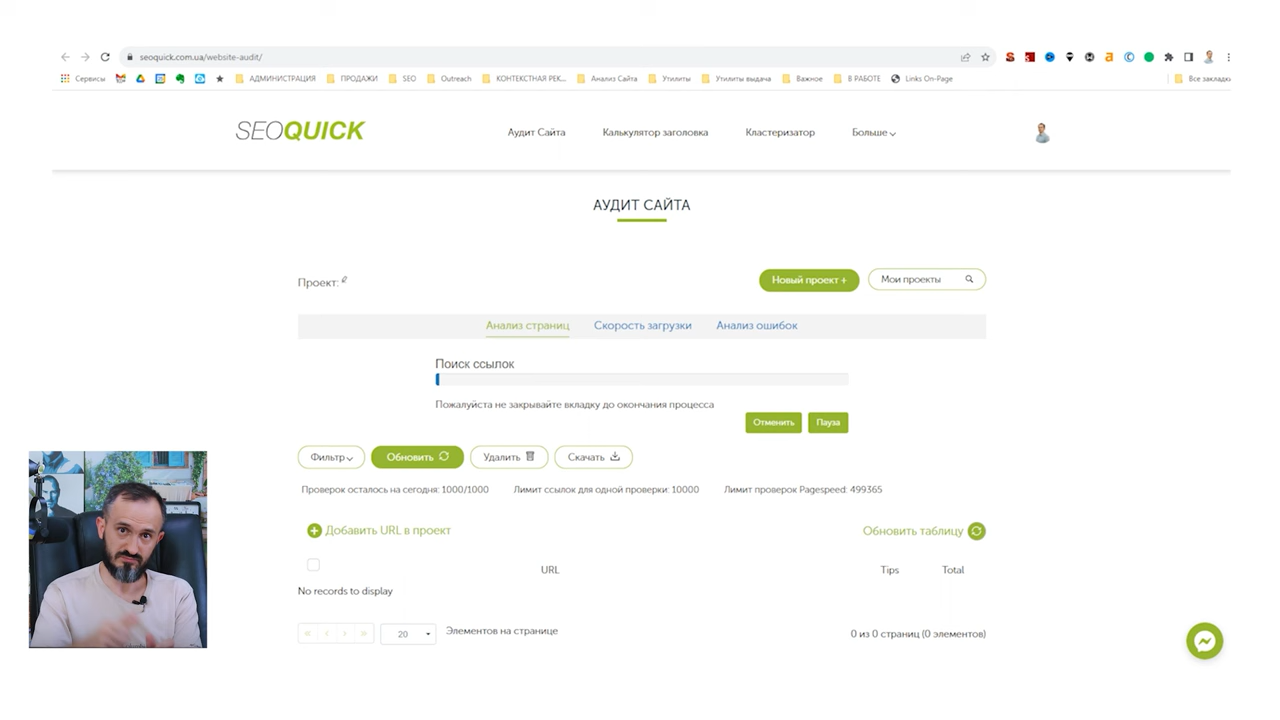 seoquick.com.ua/website-audit/
Сервисы АДМИНИСТРАЦИЯ ПРОДАЖИ SEO Outreach КОНТЕКСТНАЯ РЕК... Анализ Сайта Утилиты Утилиты выдача Важное В РАБОТЕ Links On-Page Все закладки
SEOQUICK Аудит Сайта Калькулятор заголовка Кластеризатор Больше
АУДИТ САЙТА
Проект: Новый проект + Мои проекты
Анализ страниц Скорость загрузки Анализ ошибок
Поиск ссылок
Пожалуйста не закрывайте вкладку до окончания процесса
Отменить Пауза
Фильтр Обновить Удалить Скачать
Проверок осталось на сегодня: 1000/1000 Лимит ссылок для одной проверки: 10000 Лимит проверок Pagespeed: 499365
Добавить URL в проект Обновить таблицу
URL Tips Total
No records to display
« ‹ › » 20 Элементов на странице 0 из 0 страниц (0 элементов)